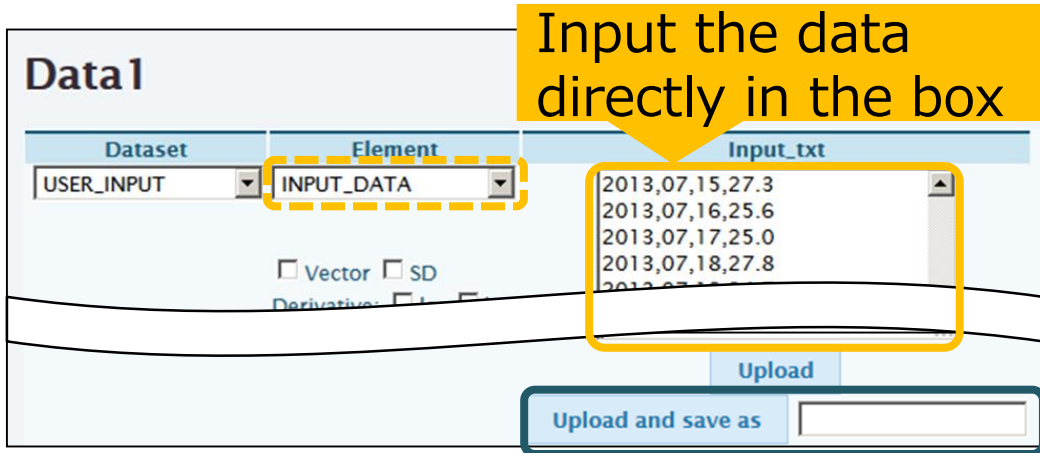 Input the data
directly in the box
Data1
Dataset Element Input_txt
USER_INPUT INPUT_DATA
2013,07,15,27.3
2013,07,16,25.6
2013,07,17,25.0
2013,07,18,27.8
Vector SD
Derivative:
Upload
Upload and save as